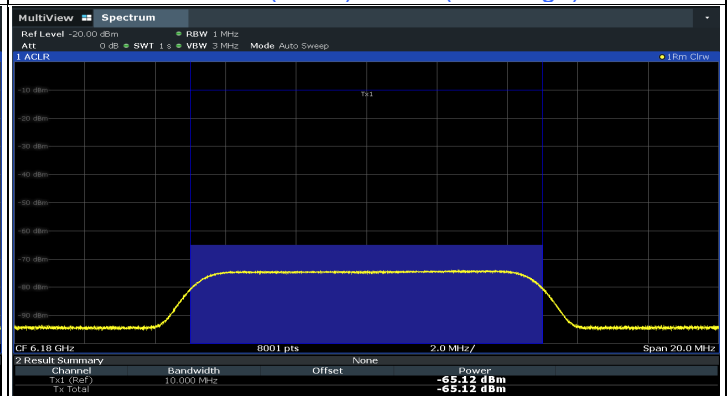 MultiView Spectrum
Ref Level -20.00 dBm RBW 1 MHz
Att 0 dB SWT 1 s VBW 3 MHz Mode Auto Sweep
1 ACLR 1Rm Clrw
Tx1
-10 dBm
-20 dBm
-30 dBm
-40 dBm
-50 dBm
-60 dBm
-70 dBm
-80 dBm
-90 dBm
CF 6.18 GHz 8001 pts 2.0 MHz/ Span 20.0 MHz
2 Result Summary None
Channel Bandwidth Offset Power
Tx1 (Ref) 10.000 MHz -65.12 dBm
Tx Total -65.12 dBm